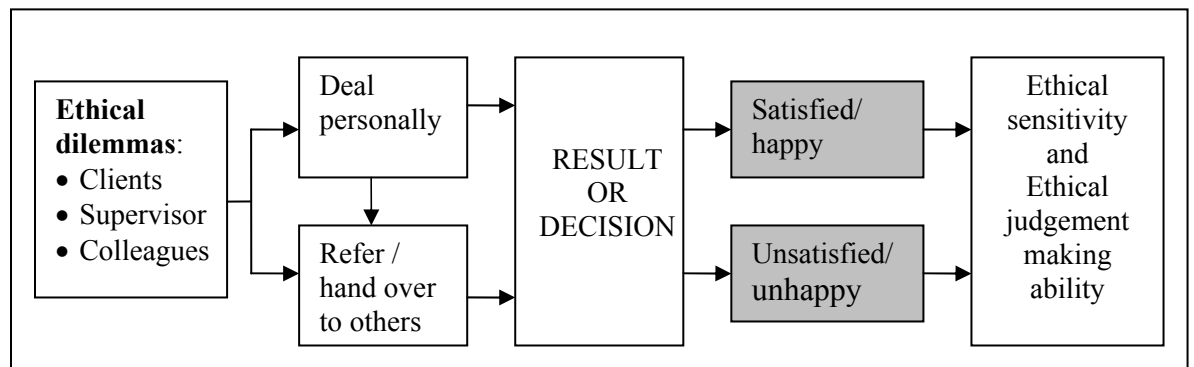 Ethical
dilemmas:
• Clients
• Supervisor
• Colleagues
Deal
personally
Refer /
hand over
to others
RESULT
OR
DECISION
Satisfied/
happy
Unsatisfied/
unhappy
Ethical
sensitivity
and
Ethical
judgement
making
ability